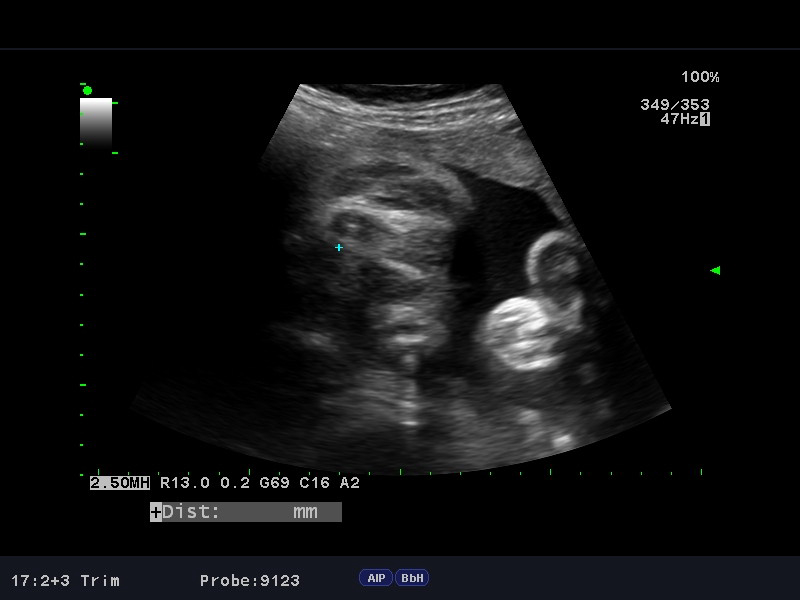 100%
349/353
47Hz1
2.50MH R13.0 0.2 G69 C16 A2
+Dist: mm
17:2+3 Trim Probe:9123 AIP BbH